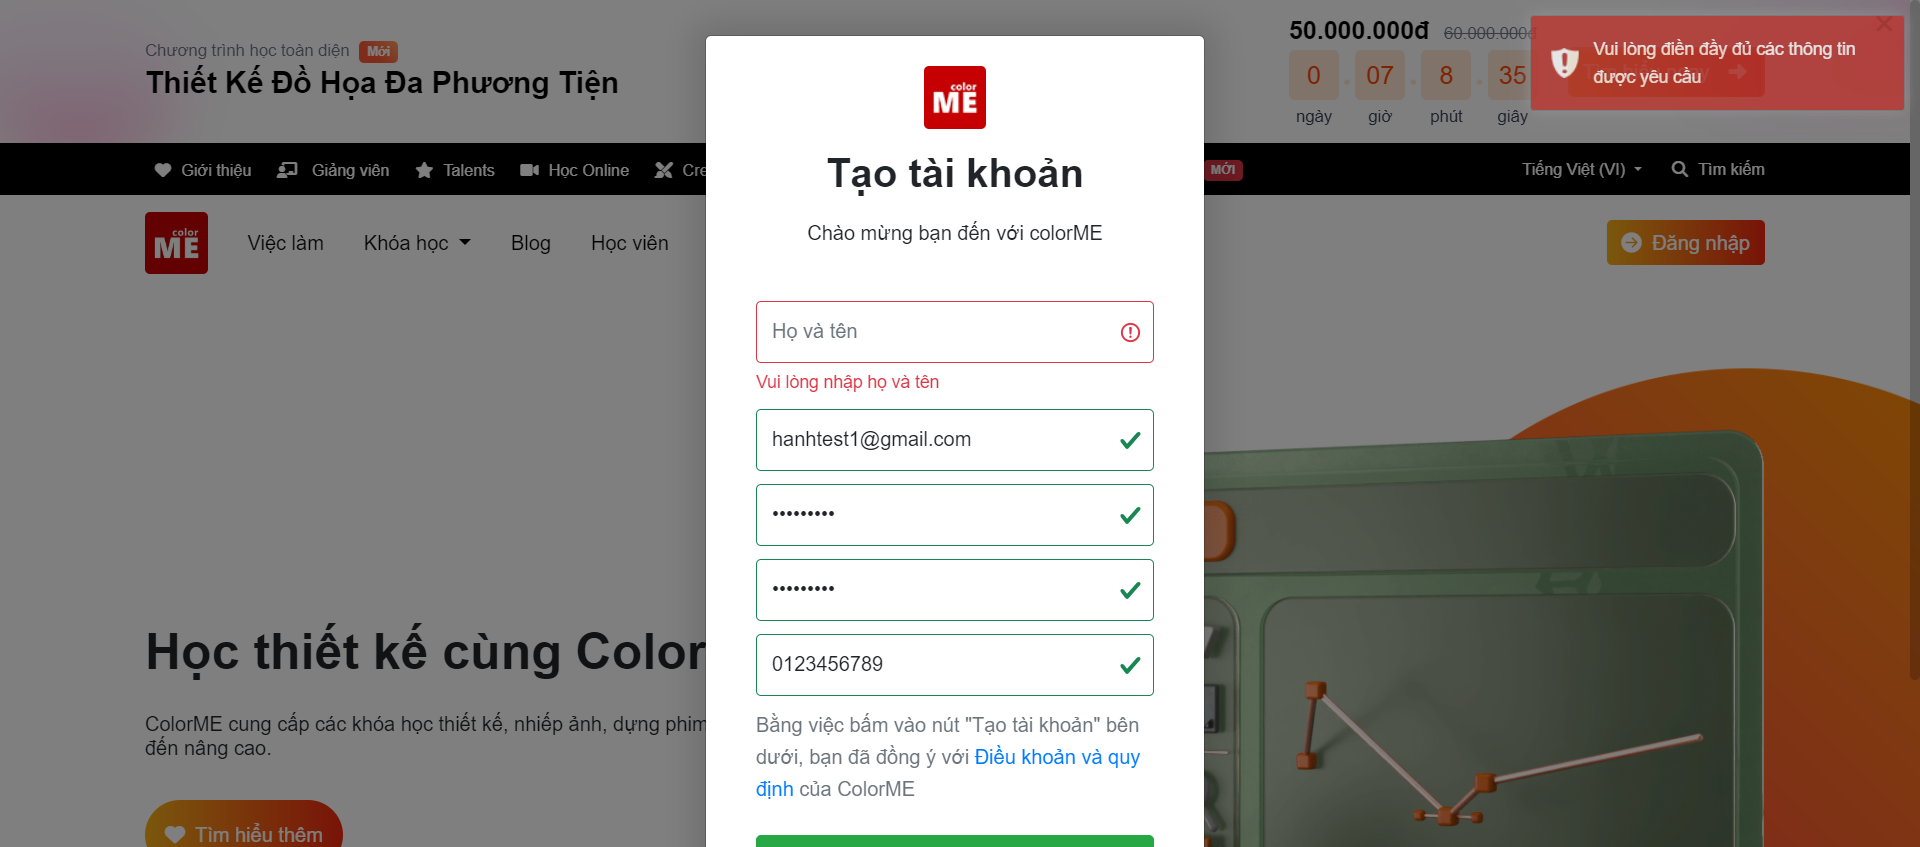 Chương trình học toàn diện Mới
Thiết Kế Đồ Họa Đa Phương Tiện
50.000.000đ 60.000.000đ
0 07 8 35
ngày giờ phút giây
Vui lòng điền đầy đủ các thông tin
được yêu cầu
Giới thiệu Giảng viên Talents Học Online Cre
MỚI
Tiếng Việt (VI) Tìm kiếm
color
ME
Việc làm Khóa học Blog Học viên
Đăng nhập
color
ME
Tạo tài khoản
Chào mừng bạn đến với colorME
Họ và tên
Vui lòng nhập họ và tên
hanhtest1@gmail.com
•••••••••
•••••••••
0123456789
Bằng việc bấm vào nút "Tạo tài khoản" bên
dưới, bạn đã đồng ý với Điều khoản và quy
định của ColorME
Học thiết kế cùng Color
ColorME cung cấp các khóa học thiết kế, nhiếp ảnh, dựng phim
đến nâng cao.
Tìm hiểu thêm